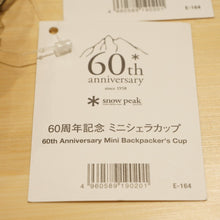 60th
anniversary
since 1958
snow peak
60周年記念 ミニシェラカップ
60th Anniversary Mini Backpacker's Cup
4 960589 190201
E-164
E-164